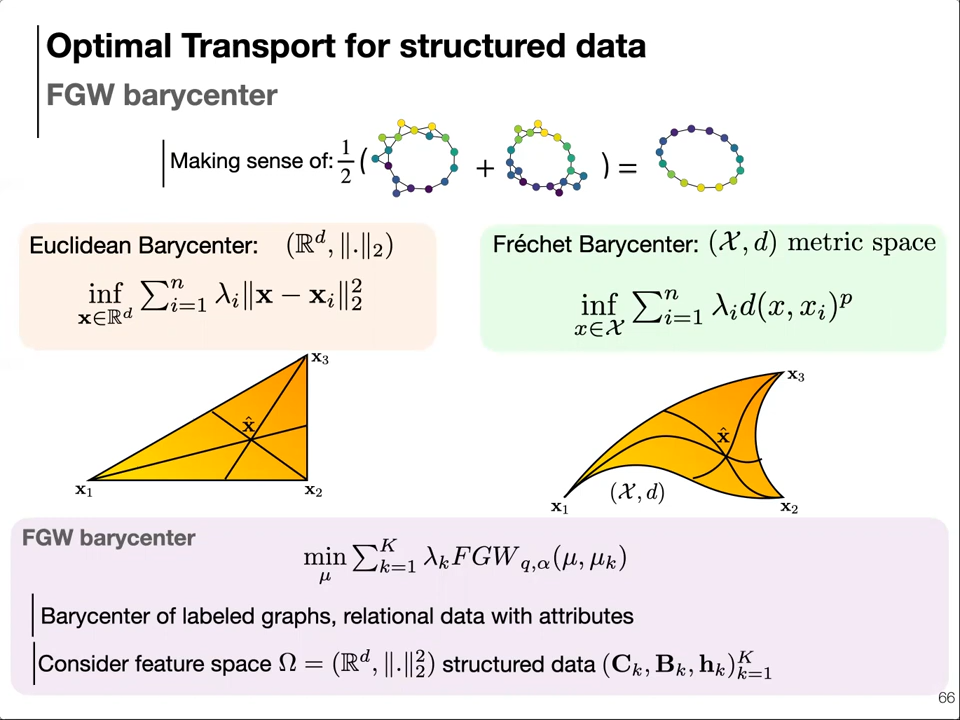 Optimal Transport for structured data
FGW barycenter
Making sense of: 1/2 ( + ) =
Euclidean Barycenter: (ℝ^d, ‖.‖_2)
inf_{𝐱∈ℝ^d} ∑_{i=1}^n λ_i‖𝐱 − 𝐱_i‖_2^2
Fréchet Barycenter: (𝒳, d) metric space
inf_{x∈𝒳} ∑_{i=1}^n λ_i d(x, x_i)^p
𝐱_3
𝐱̂
𝐱_1
𝐱_2
𝐱_3
𝐱̂
(𝒳, d)
𝐱_1
𝐱_2
FGW barycenter
min_μ ∑_{k=1}^K λ_k FGW_{q,α}(μ, μ_k)
Barycenter of labeled graphs, relational data with attributes
Consider feature space Ω = (ℝ^d, ‖.‖_2^2) structured data (𝐂_k, 𝐁_k, 𝐡_k)_{k=1}^K
66